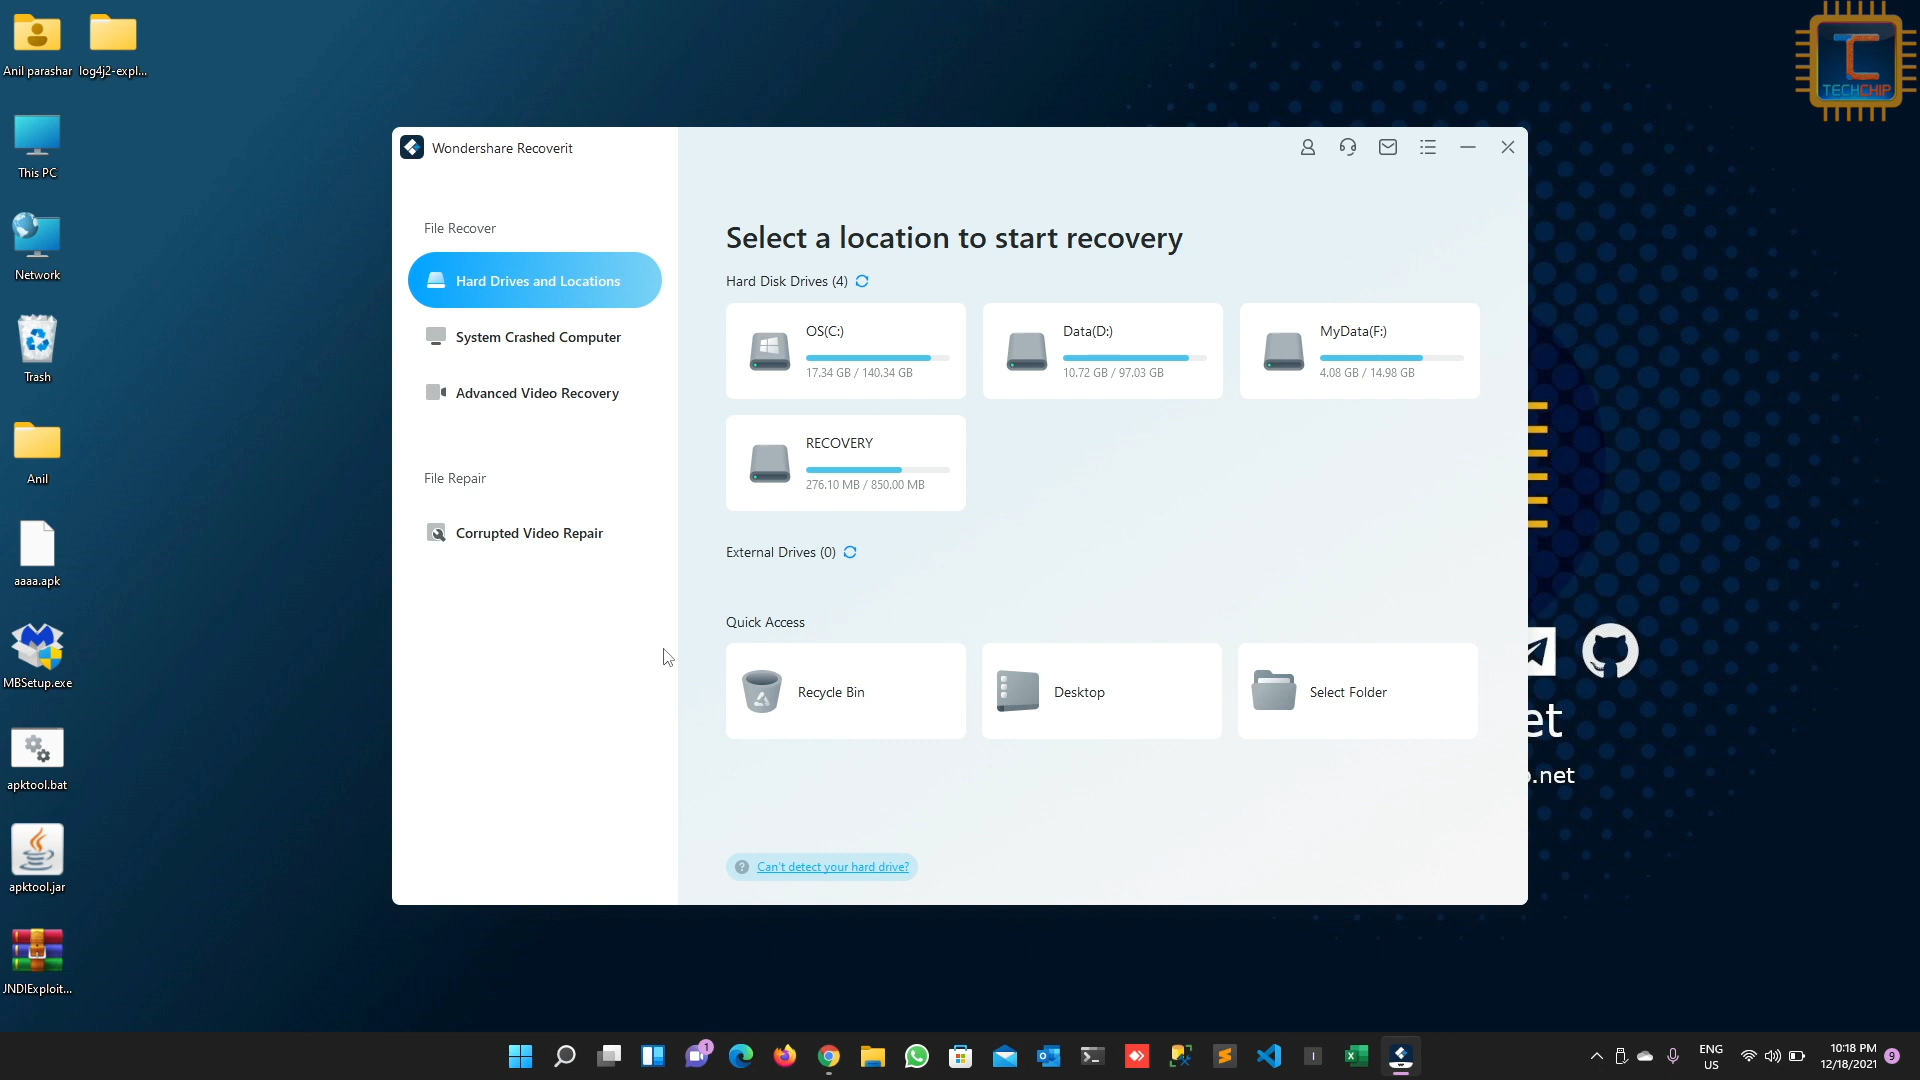 Anil parashar
log4j2-expl...
This PC
Network
Trash
Anil
aaaa.apk
MBSetup.exe
apktool.bat
apktool.jar
JNDIExploit...
TC
TECHCHIP
Wondershare Recoverit
File Recover
Hard Drives and Locations
System Crashed Computer
Advanced Video Recovery
File Repair
Corrupted Video Repair
Select a location to start recovery
Hard Disk Drives (4)
OS(C:)
17.34 GB / 140.34 GB
Data(D:)
10.72 GB / 97.03 GB
MyData(F:)
4.08 GB / 14.98 GB
RECOVERY
276.10 MB / 850.00 MB
External Drives (0)
Quick Access
Recycle Bin
Desktop
Select Folder
? Can't detect your hard drive?
et
.net
1
ENG
US
10:18 PM
12/18/2021
9